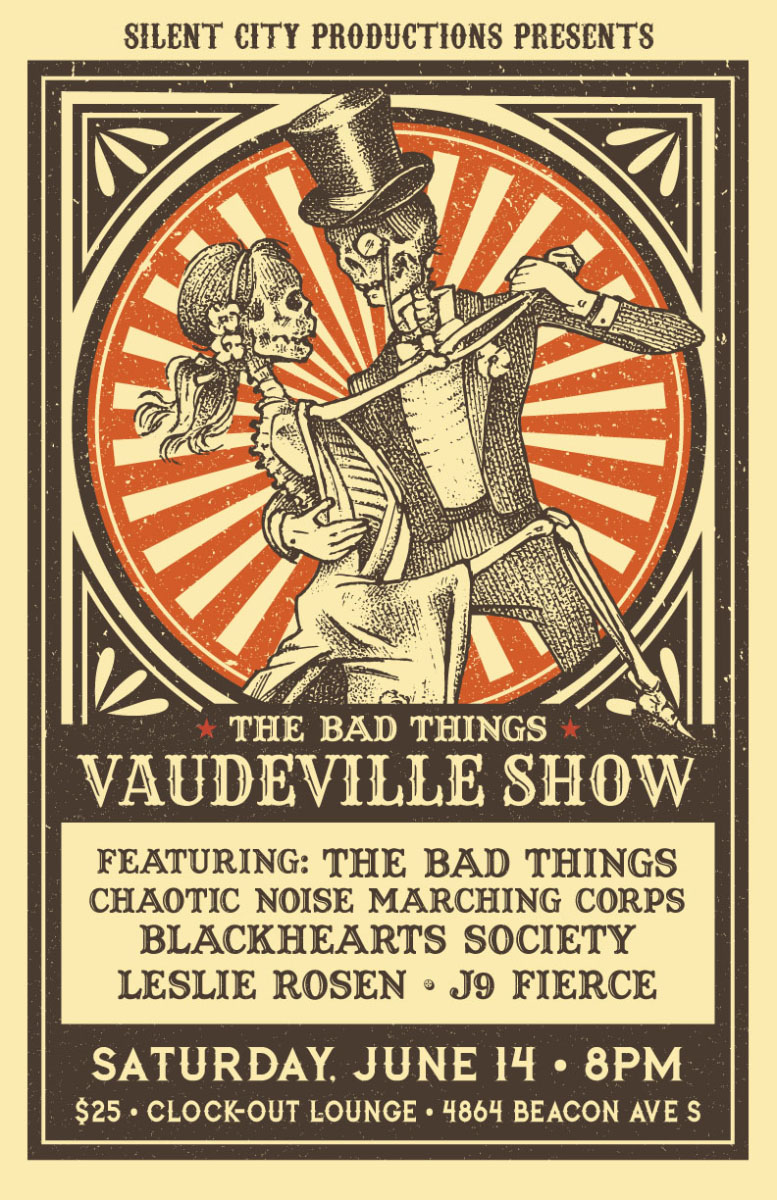 SILENT CITY PRODUCTIONS PRESENTS
THE BAD THINGS
VAUDEVILLE SHOW
FEATURING: THE BAD THINGS
CHAOTIC NOISE MARCHING CORPS
BLACKHEARTS SOCIETY
LESLIE ROSEN • J9 FIERCE
SATURDAY, JUNE 14 • 8PM
$25 • CLOCK-OUT LOUNGE • 4864 BEACON AVE S